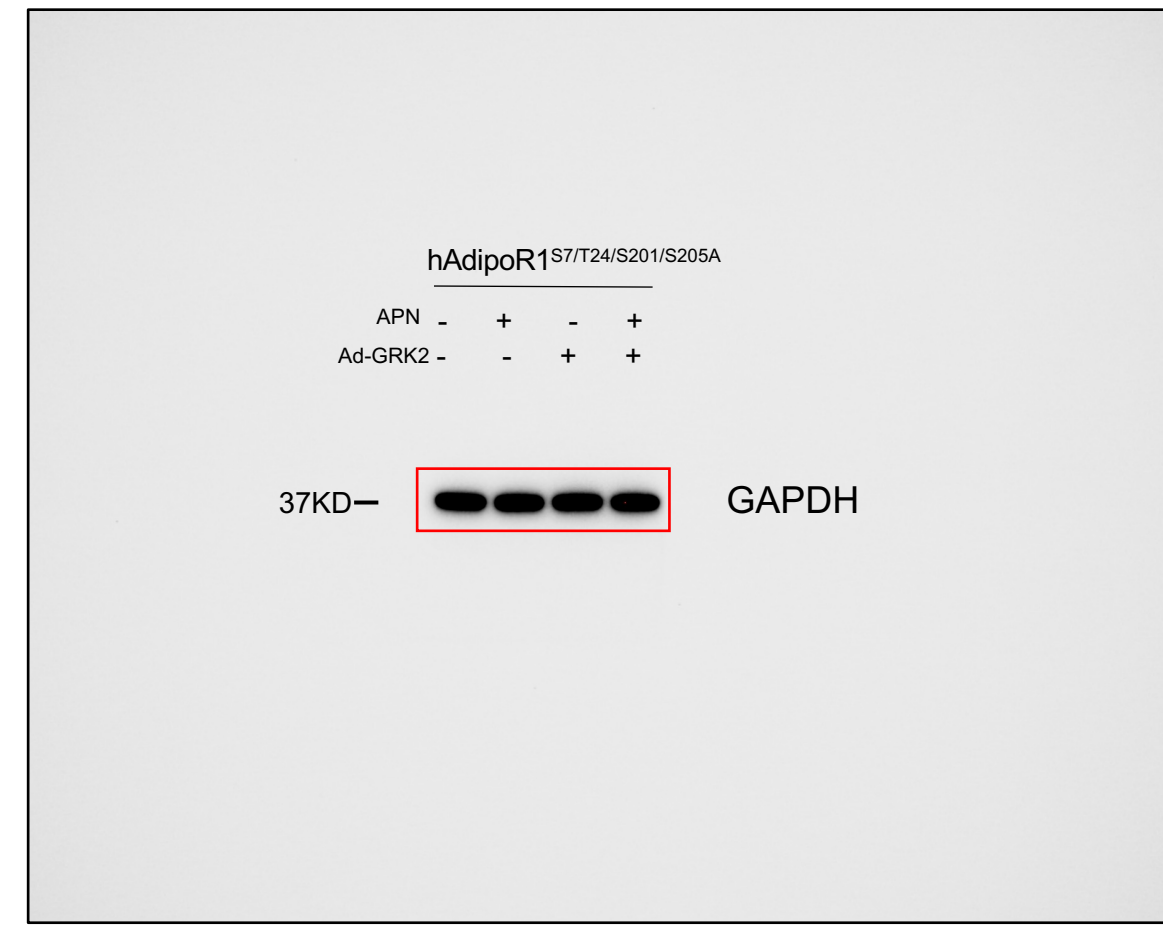 hAdipoR1S7/T24/S201/S205A
APN - + - +
Ad-GRK2 - - + +
37KD— GAPDH